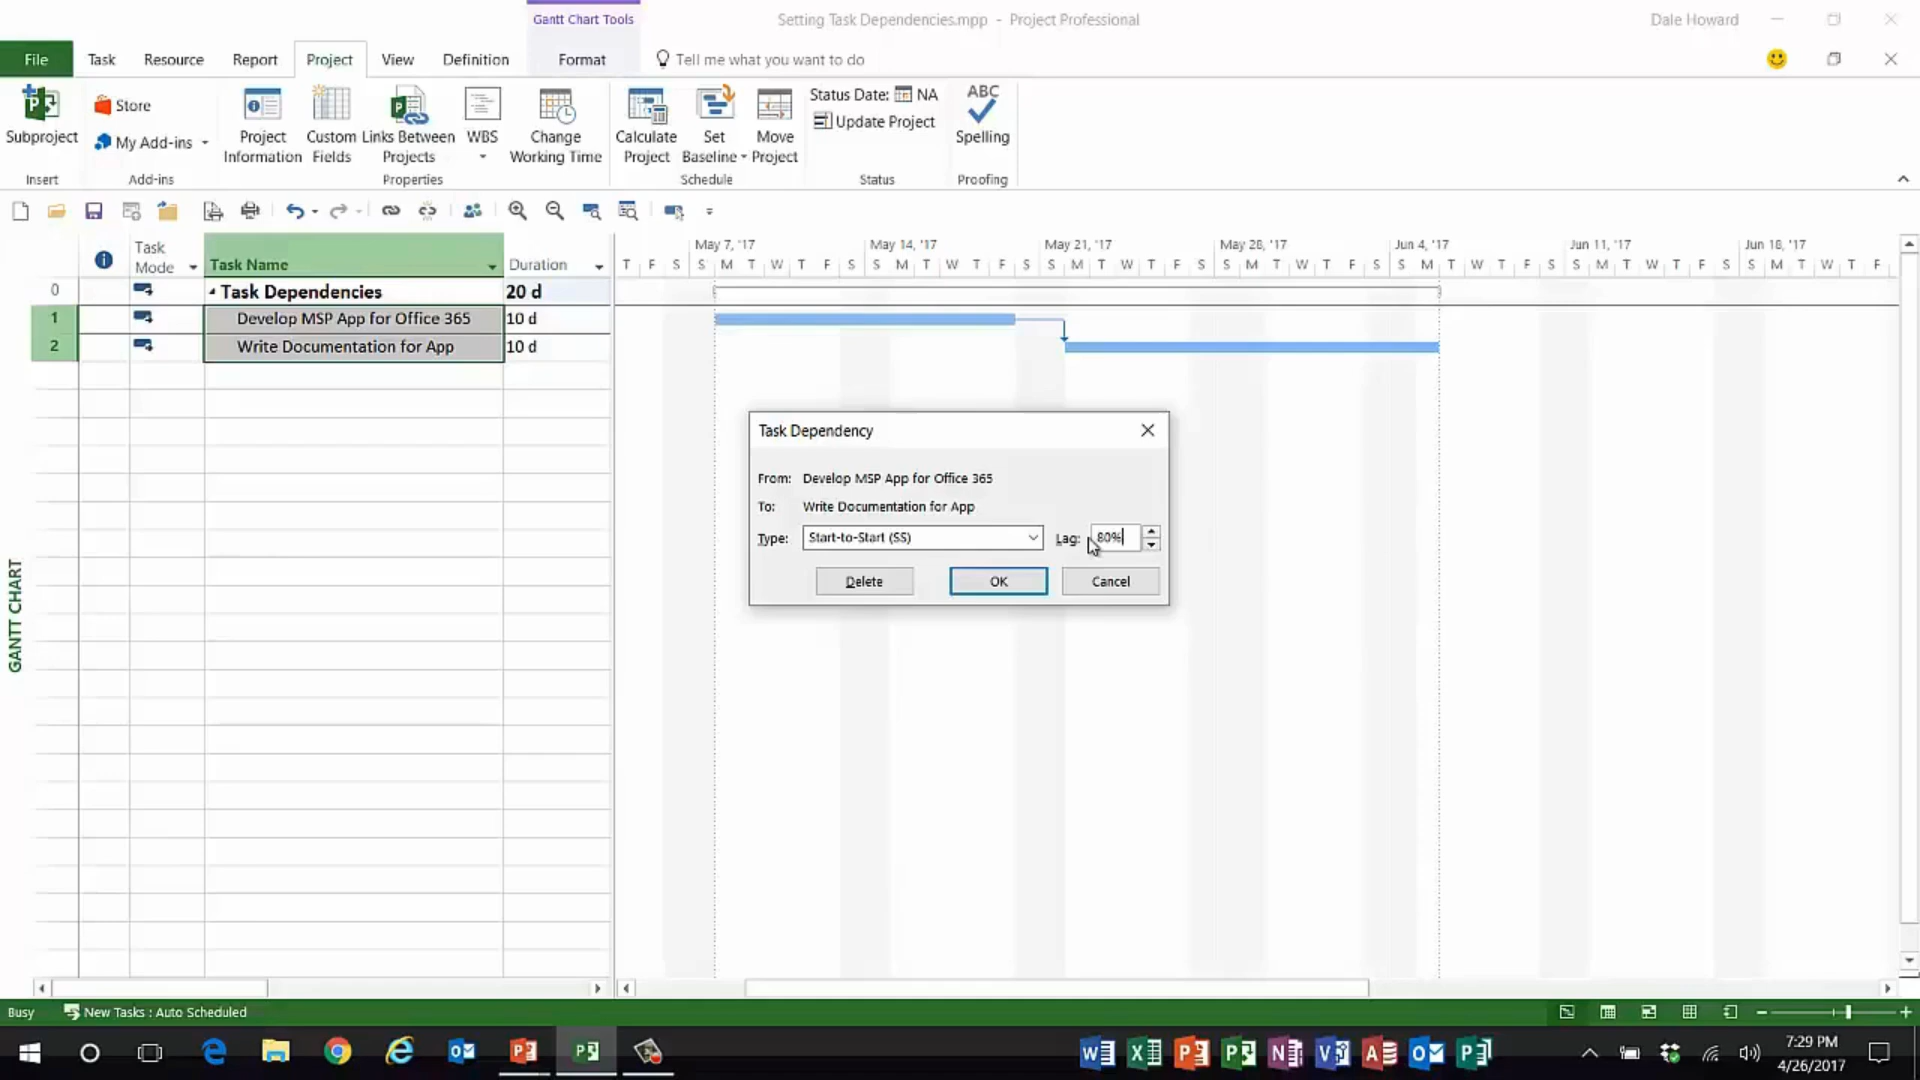 Gantt Chart Tools
Setting Task Dependencies.mpp - Project Professional
Dale Howard
File Task Resource Report Project View Definition Format Tell me what you want to do
Subproject
Store
My Add-ins
Project Information
Custom Fields
Links Between Projects
WBS
Change Working Time
Calculate Project
Set Baseline
Move Project
Status Date: NA
Update Project
ABC
Spelling
Insert Add-ins Properties Schedule Status Proofing
Task Mode Task Name Duration
May 7, '17 May 14, '17 May 21, '17 May 28, '17 Jun 4, '17 Jun 11, '17 Jun 18, '17
T F S S M T W T F S S M T W T F S S M T W T F S S M T W T F S S M T W T F S S M T W T F S S M T W T F
0 Task Dependencies 20 d
1 Develop MSP App for Office 365 10 d
2 Write Documentation for App 10 d
Task Dependency
From: Develop MSP App for Office 365
To: Write Documentation for App
Type: Start-to-Start (SS) Lag: 80%
Delete OK Cancel
GANTT CHART
Busy New Tasks : Auto Scheduled
7:29 PM
4/26/2017